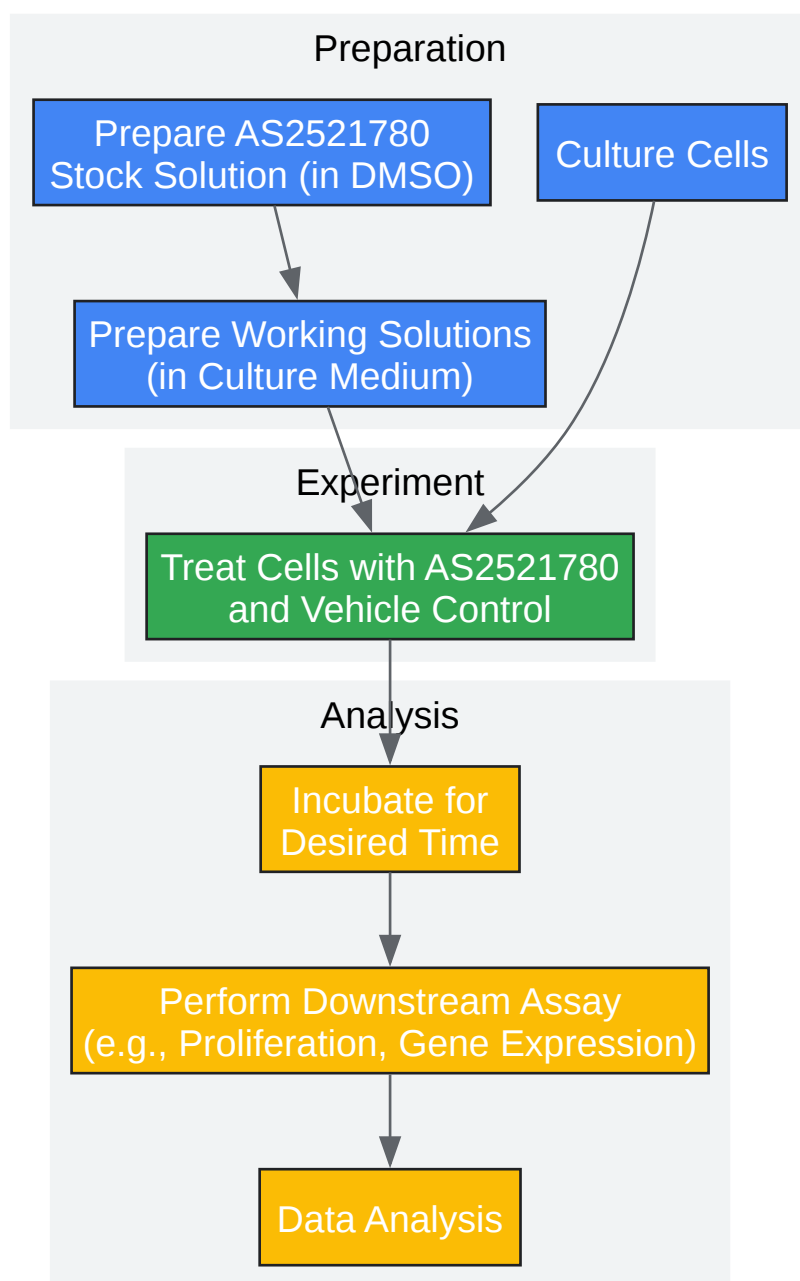 Preparation
Prepare AS2521780
Stock Solution (in DMSO)
Culture Cells
Prepare Working Solutions
(in Culture Medium)
Experiment
Treat Cells with AS2521780
and Vehicle Control
Analysis
Incubate for
Desired Time
Perform Downstream Assay
(e.g., Proliferation, Gene Expression)
Data Analysis